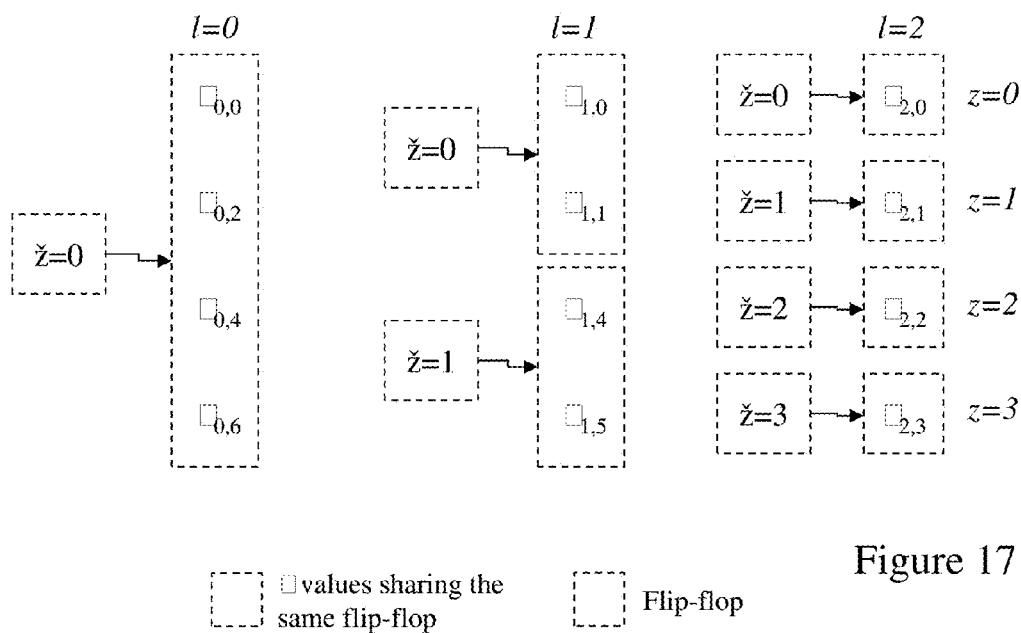 l=0 l=1 l=2
□0,0 □1,0 ž=0 □2,0 z=0
ž=0
□0,2 □1,1 ž=1 □2,1 z=1
ž=0
□0,4 □1,4 ž=2 □2,2 z=2
ž=1
□0,6 □1,5 ž=3 □2,3 z=3
Figure 17
□ values sharing the
same flip-flop
Flip-flop